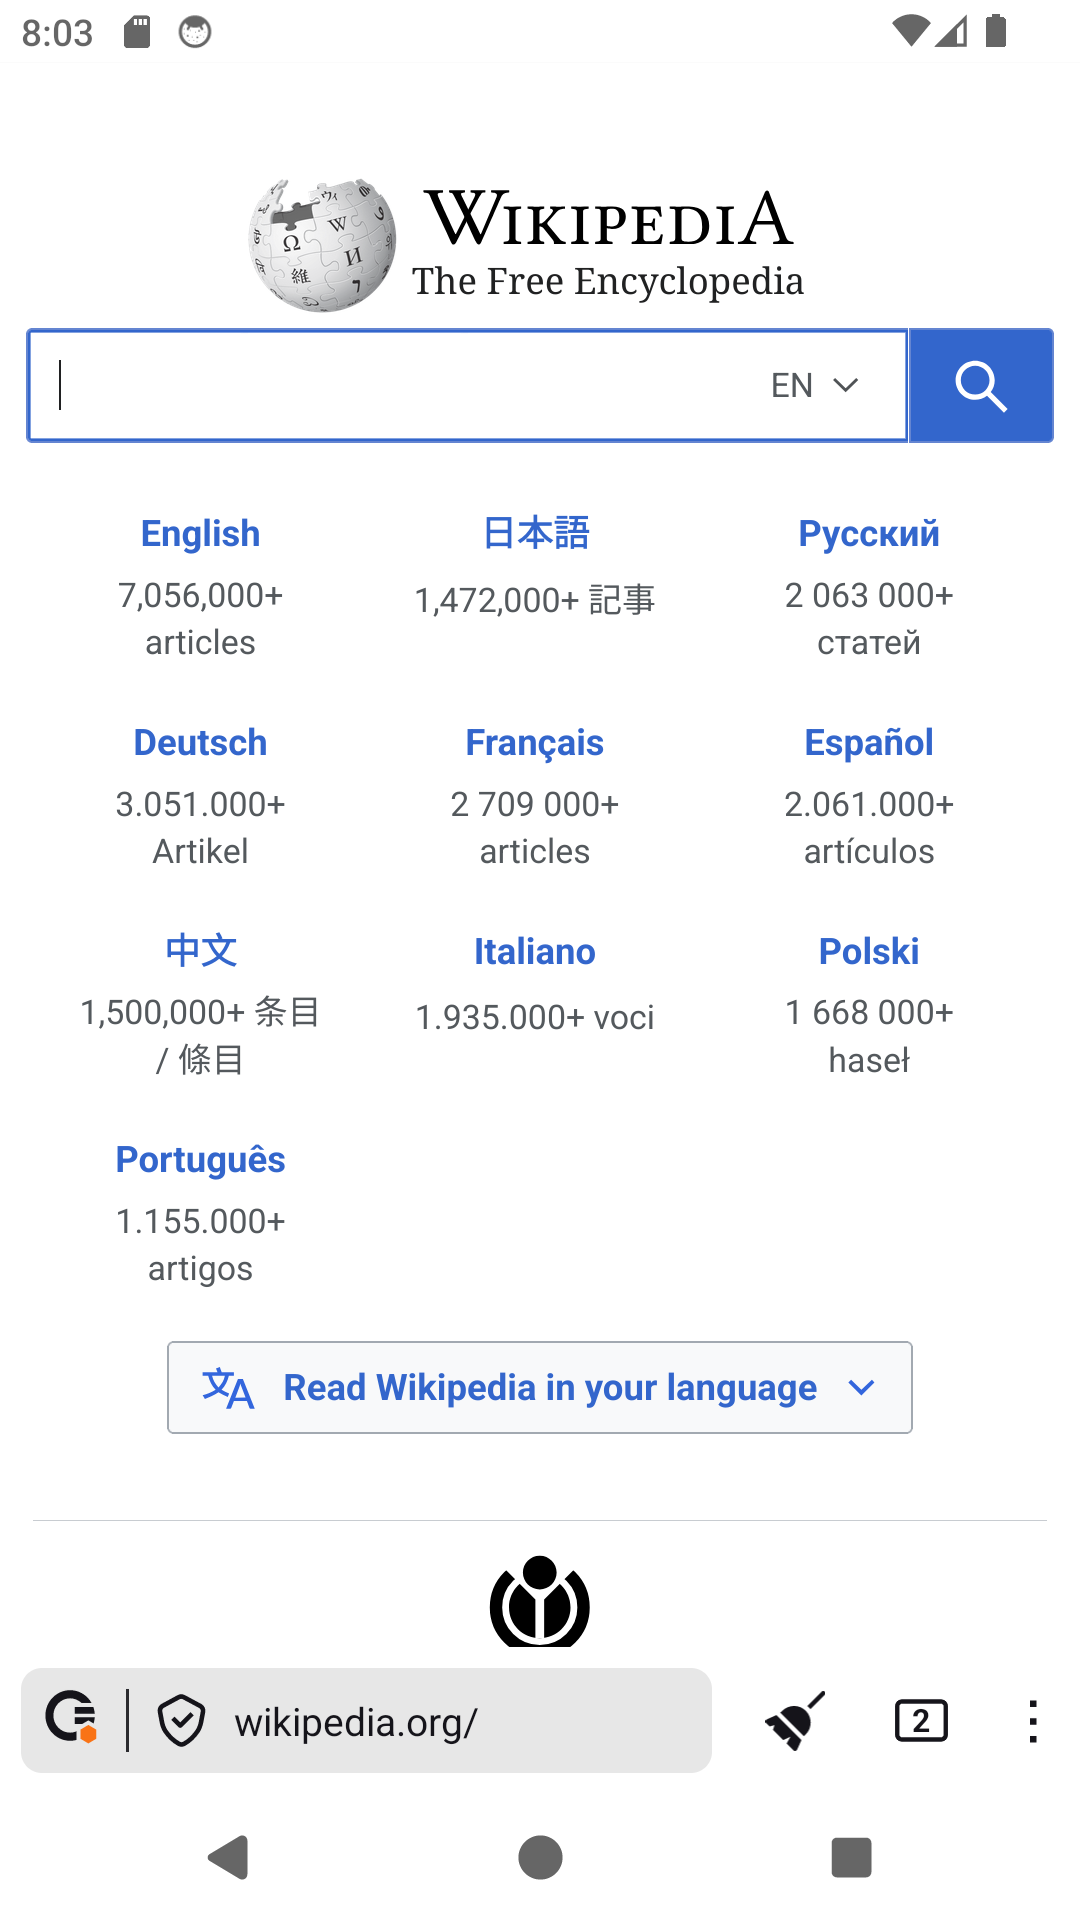 8:03
WIKIPEDIA
The Free Encyclopedia
EN
English
7,056,000+
articles
日本語
1,472,000+ 記事
Русский
2 063 000+
статей
Deutsch
3.051.000+
Artikel
Français
2 709 000+
articles
Español
2.061.000+
artículos
中文
1,500,000+ 条目
/ 條目
Italiano
1.935.000+ voci
Polski
1 668 000+
haseł
Português
1.155.000+
artigos
Read Wikipedia in your language
wikipedia.org/
2